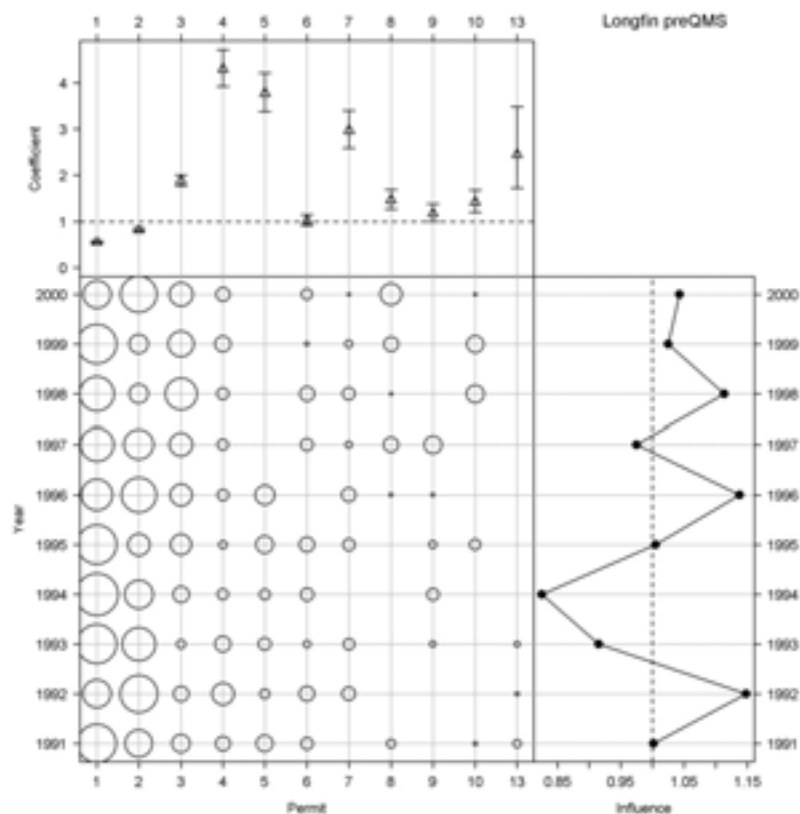 1 2 3 4 5 6 7 8 9 10 13
Longfin preQMS
4
3
2
1
0
Coefficient
2000 2000
1999 1999
1998 1998
1997 1997
1996 1996
1995 1995
1994 1994
1993 1993
1992 1992
1991 1991
Year
1 2 3 4 5 6 7 8 9 10 13 0.85 0.95 1.05 1.15
Permit Influence